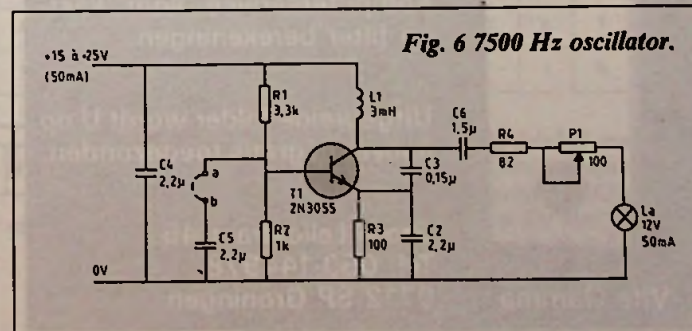 Fig. 6 7500 Hz oscillator.
+15 à +25V
(50mA)
R1
3,3k
L1
3mH
C6
1,5µ
R4
82
P1
100
C4
2,2µ
a
b
C3
0,15µ
T1
2N3055
La
12V
50mA
C5
2,2µ
R2
1k
R3
100
C2
2,2µ
0V